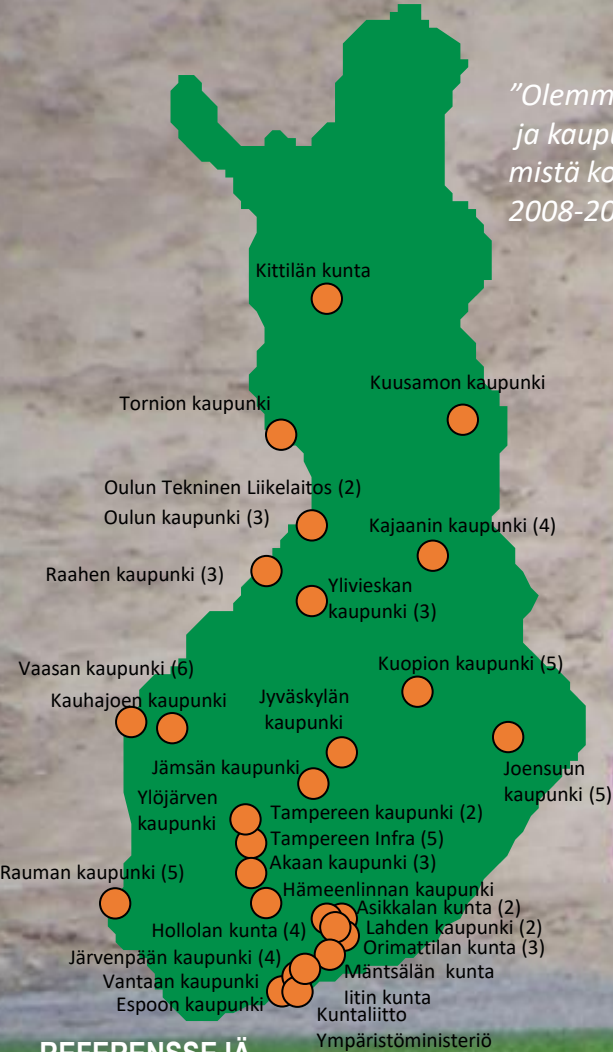 ”Olemm
ja kaupu
mistä ko
2008-20
Kittilän kunta
Kuusamon kaupunki
Tornion kaupunki
Oulun Tekninen Liikelaitos (2)
Oulun kaupunki (3)
Kajaanin kaupunki (4)
Raahen kaupunki (3)
Ylivieskan
kaupunki (3)
Vaasan kaupunki (6)
Kuopion kaupunki (5)
Kauhajoen kaupunki
Jyväskylän
kaupunki
Jämsän kaupunki
Joensuun
kaupunki (5)
Ylöjärven
kaupunki
Tampereen kaupunki (2)
Tampereen Infra (5)
Akaan kaupunki (3)
Rauman kaupunki (5)
Hämeenlinnan kaupunki
Asikkalan kunta (2)
Hollolan kunta (4)
Lahden kaupunki (2)
Orimattilan kunta (3)
Järvenpään kaupunki (4)
Mäntsälän kunta
Vantaan kaupunki
Iitin kunta
Espoon kaupunki
Kuntaliitto
Ympäristöministeriö
REFERENSSEJÄ